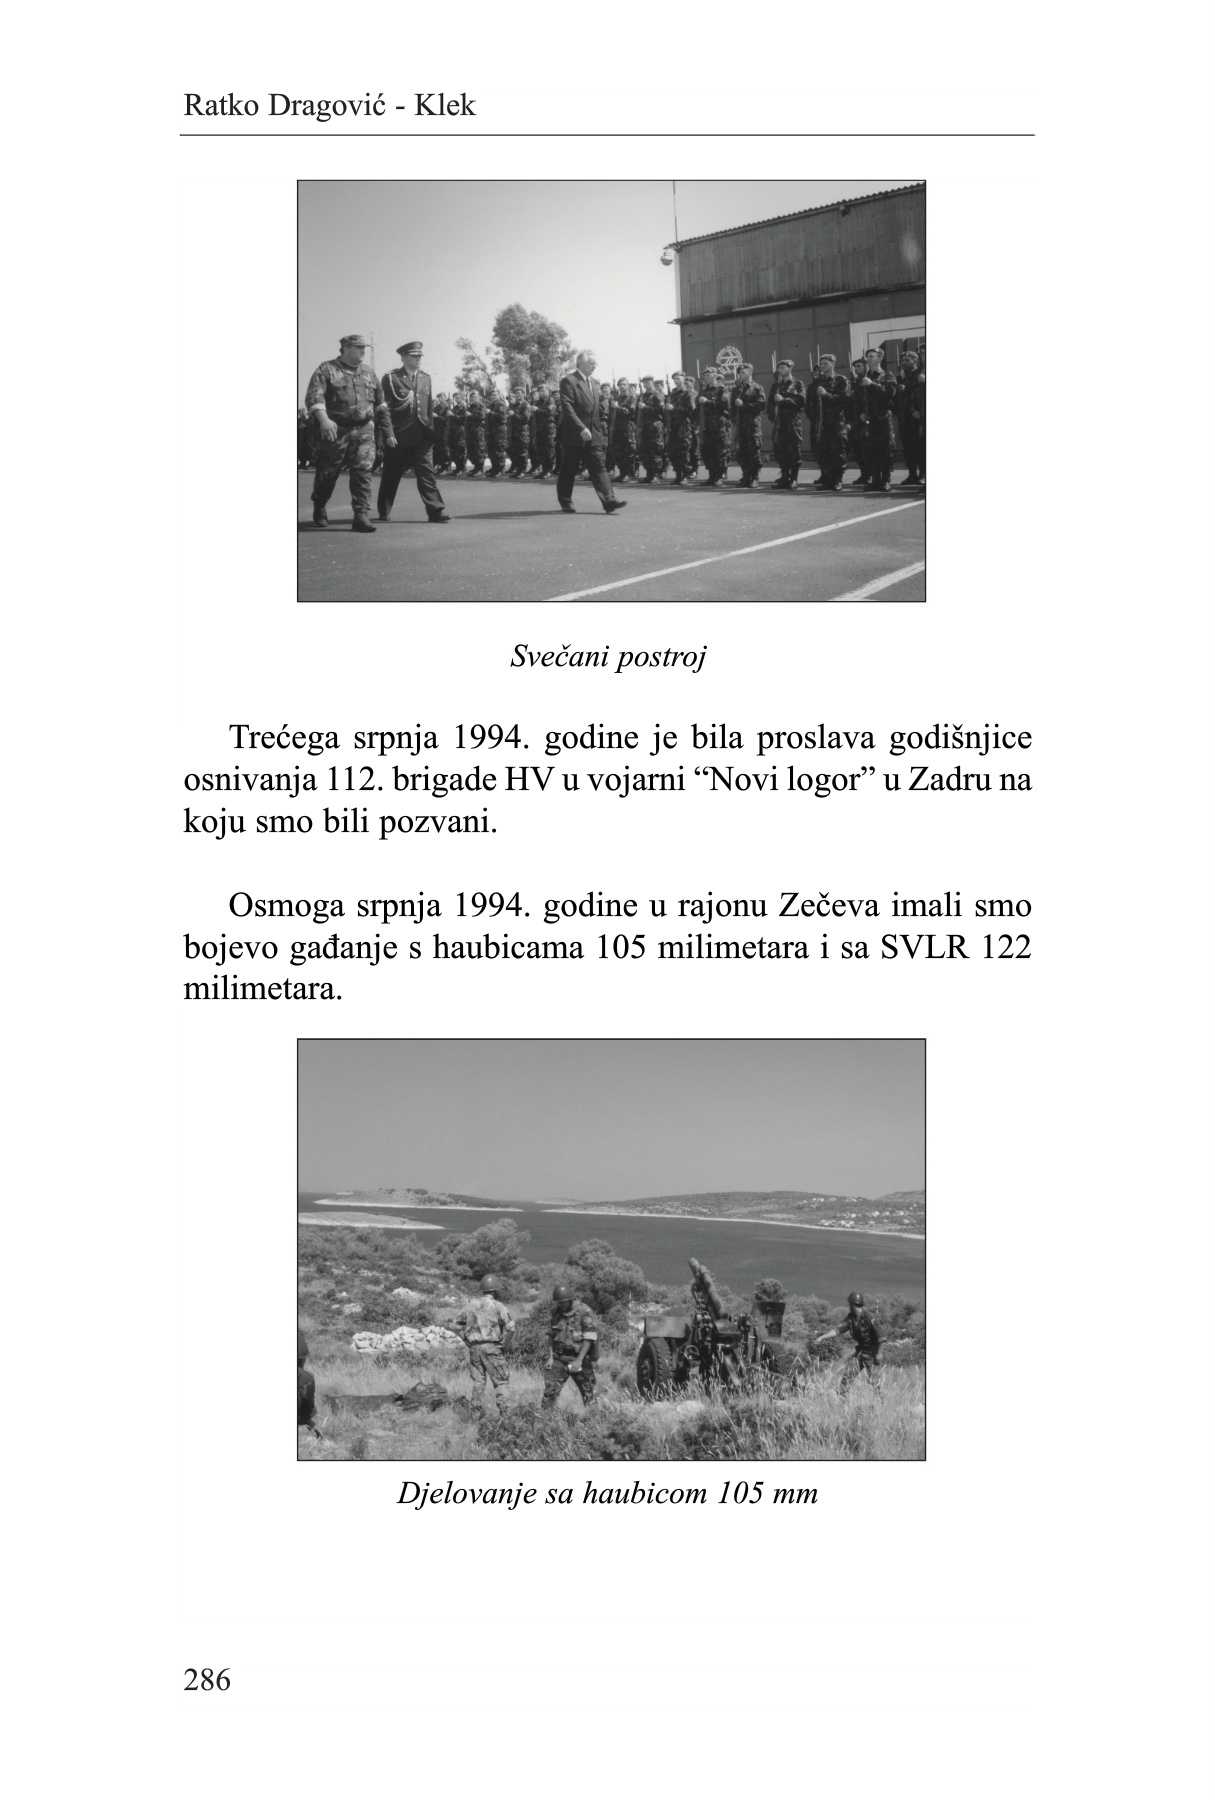 Ratko Dragović - Klek
Svečani postroj
Trećega srpnja 1994. godine je bila proslava godišnjice
osnivanja 112. brigade HV u vojarni “Novi logor” u Zadru na
koju smo bili pozvani.
Osmoga srpnja 1994. godine u rajonu Zečeva imali smo
bojevo gađanje s haubicama 105 milimetara i sa SVLR 122
milimetara.
Djelovanje sa haubicom 105 mm
286